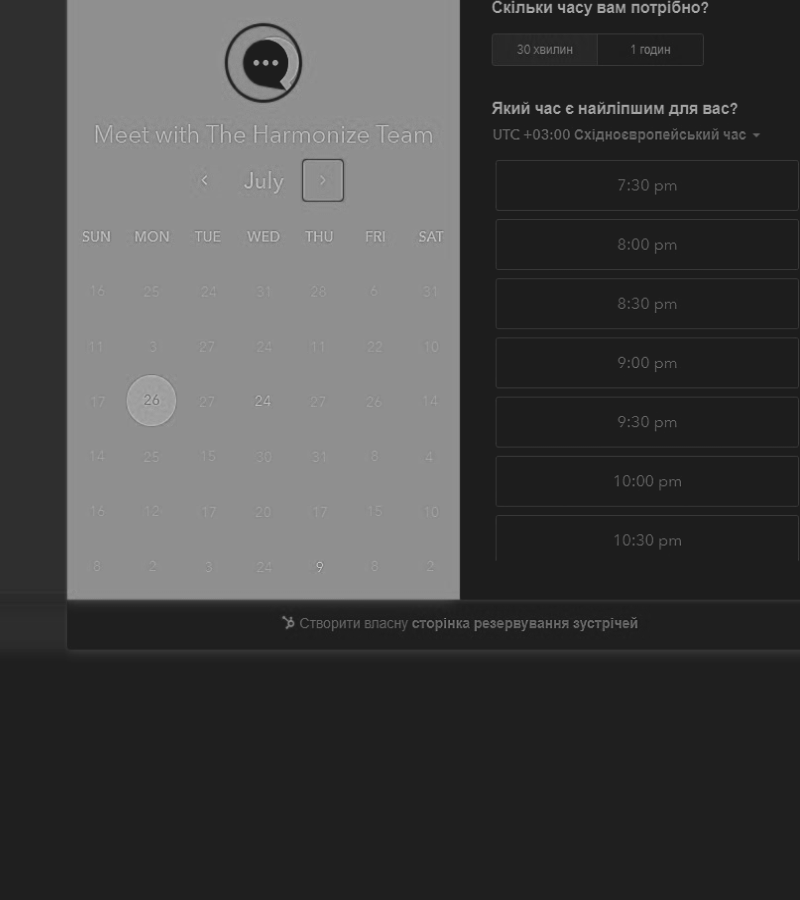 Meet with The Harmonize Team
July
SUN MON TUE WED THU FRI SAT
16 25 24 31 28 6 31
11 3 27 24 11 22 10
17 26 27 24 27 26 14
14 25 15 30 31 8 4
16 12 17 20 17 15 10
8 2 3 24 9 8 2
Скільки часу вам потрібно?
30 хвилин 1 годин
Який час є найліпшим для вас?
UTC +03:00 Східноєвропейський час
7:30 pm
8:00 pm
8:30 pm
9:00 pm
9:30 pm
10:00 pm
10:30 pm
Створити власну сторінка резервування зустрічей